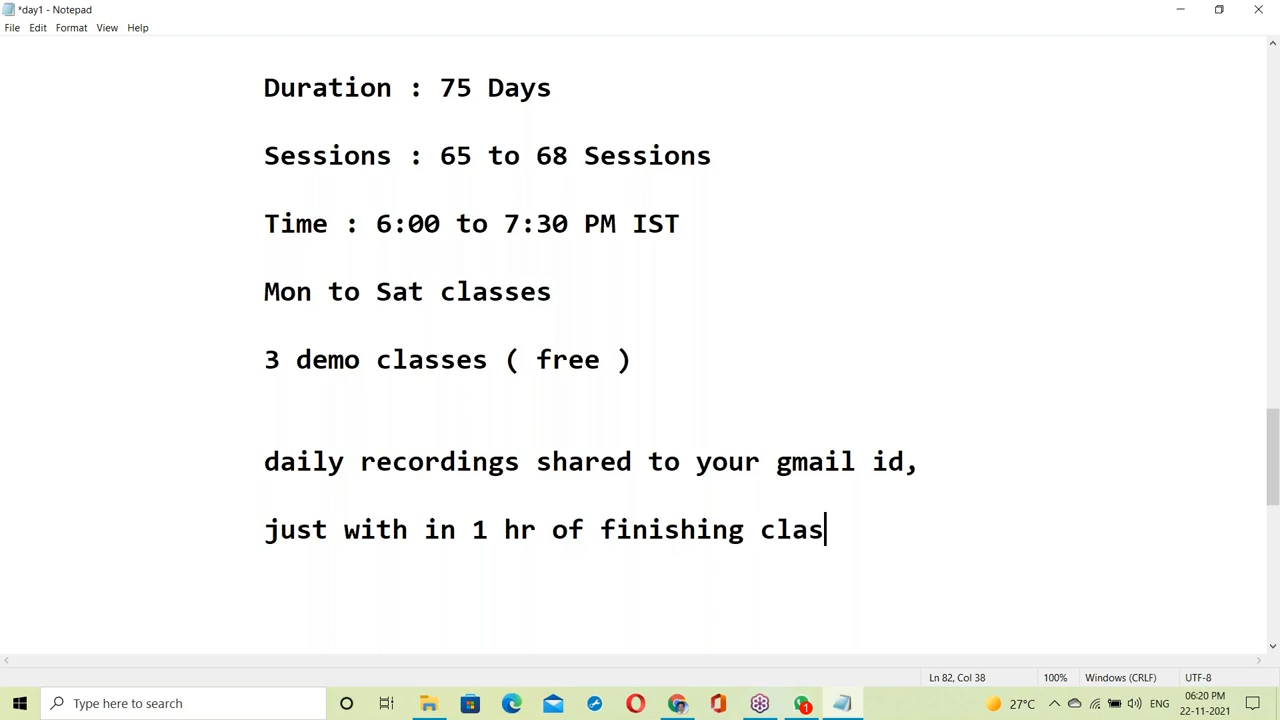 *day1 - Notepad
File Edit Format View Help
Duration : 75 Days
Sessions : 65 to 68 Sessions
Time : 6:00 to 7:30 PM IST
Mon to Sat classes
3 demo classes ( free )
daily recordings shared to your gmail id,
just with in 1 hr of finishing clas
Ln 82, Col 38 100% Windows (CRLF) UTF-8
Type here to search 1 27°C 06:20 PM
22-11-2021